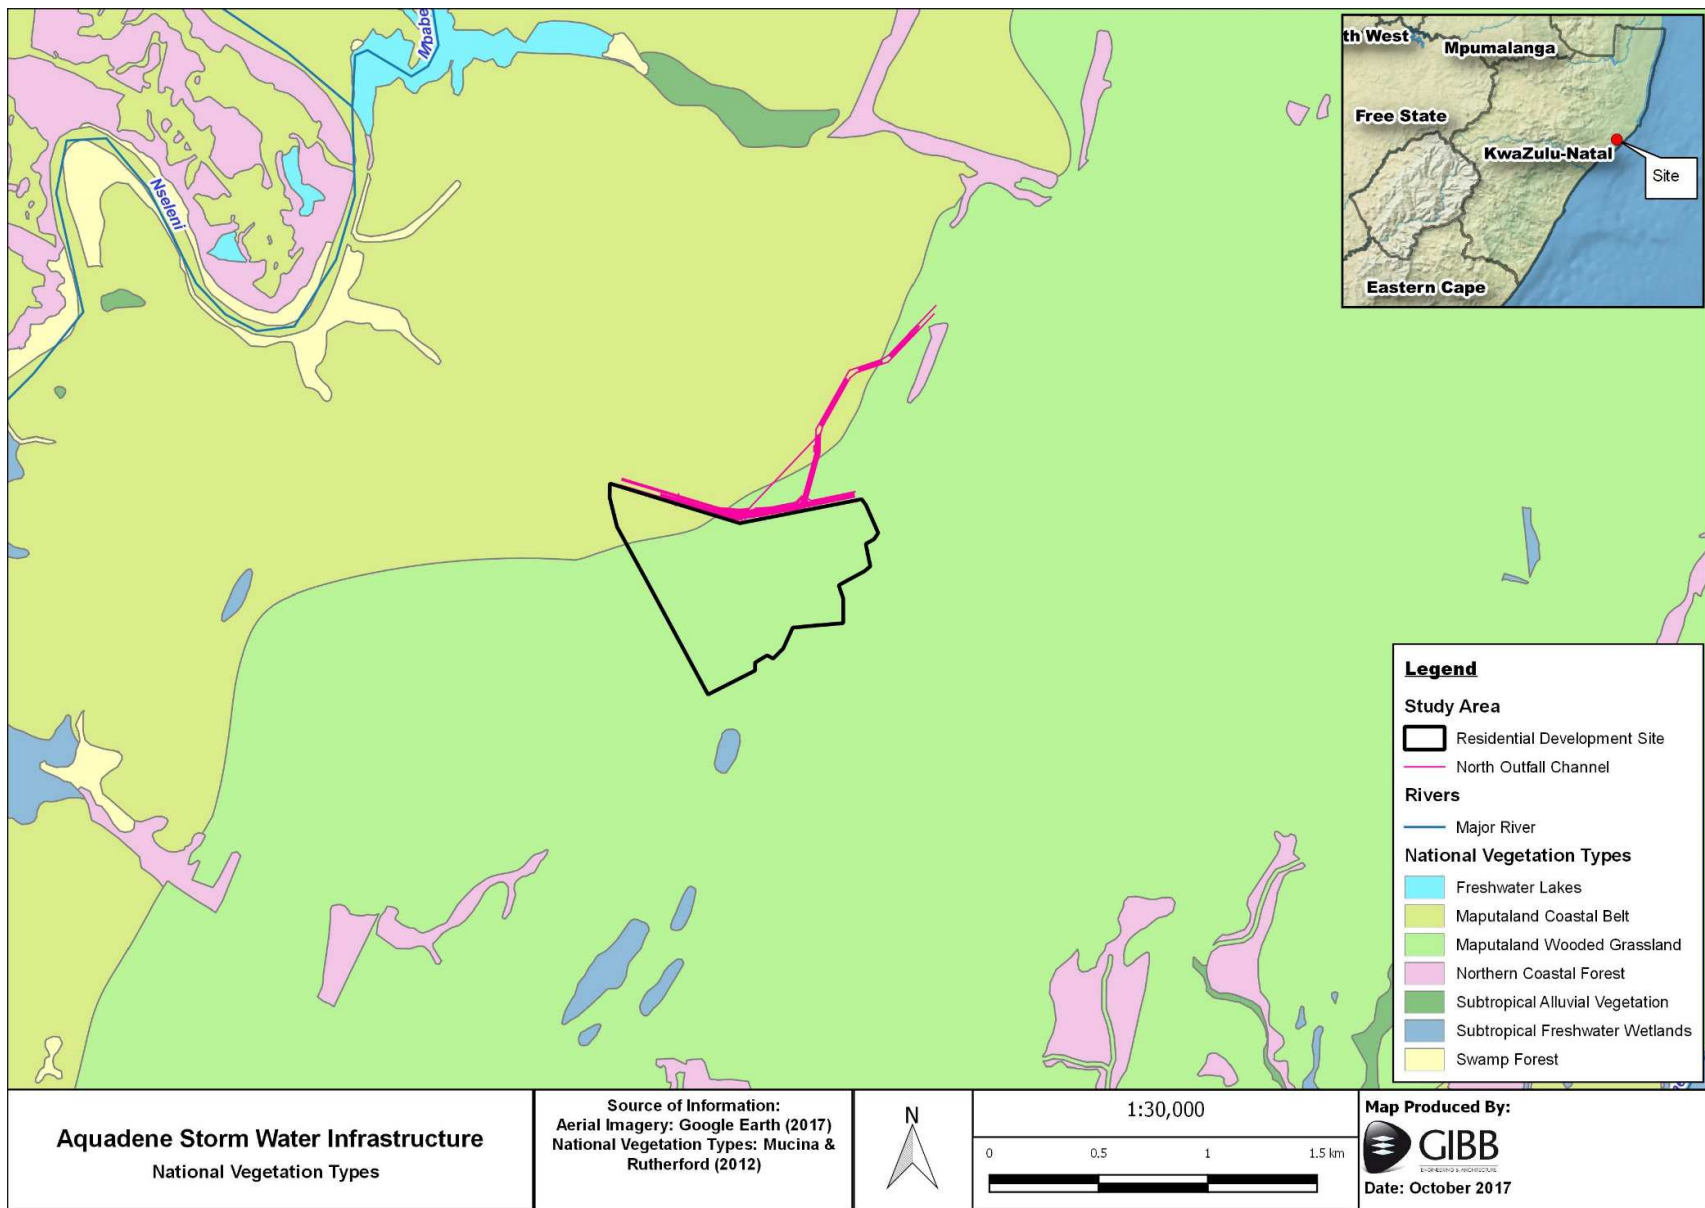 Mbabe
Nseleni
th West
Mpumalanga
Free State
KwaZulu-Natal
Site
Eastern Cape
Legend
Study Area
Residential Development Site
North Outfall Channel
Rivers
Major River
National Vegetation Types
Freshwater Lakes
Maputaland Coastal Belt
Maputaland Wooded Grassland
Northern Coastal Forest
Subtropical Alluvial Vegetation
Subtropical Freshwater Wetlands
Swamp Forest
Aquadene Storm Water Infrastructure
National Vegetation Types
Source of Information:
Aerial Imagery: Google Earth (2017)
National Vegetation Types: Mucina &
Rutherford (2012)
N
1:30,000
0 0.5 1 1.5 km
Map Produced By:
GIBB
ENGINEERING & ARCHITECTURE
Date: October 2017